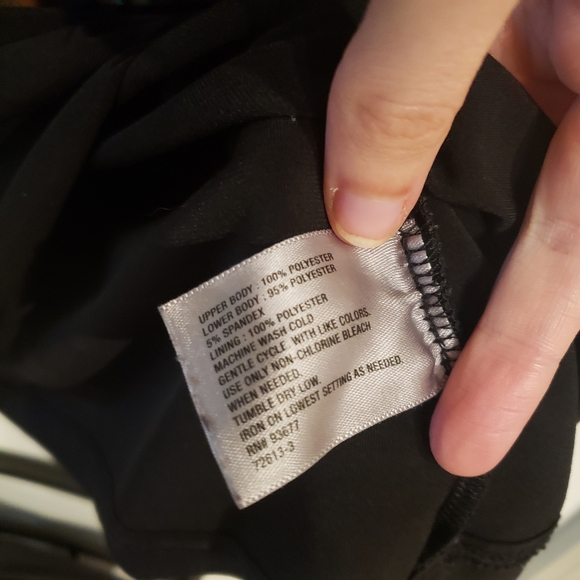 UPPER BODY : 100% POLYESTER
LOWER BODY : 95% POLYESTER
5% SPANDEX
LINING : 100% POLYESTER
MACHINE WASH COLD
GENTLE CYCLE. WITH LIKE COLORS.
USE ONLY NON-CHLORINE BLEACH
WHEN NEEDED.
TUMBLE DRY LOW.
IRON ON LOWEST SETTING AS NEEDED.
RN# 93677
72613-S